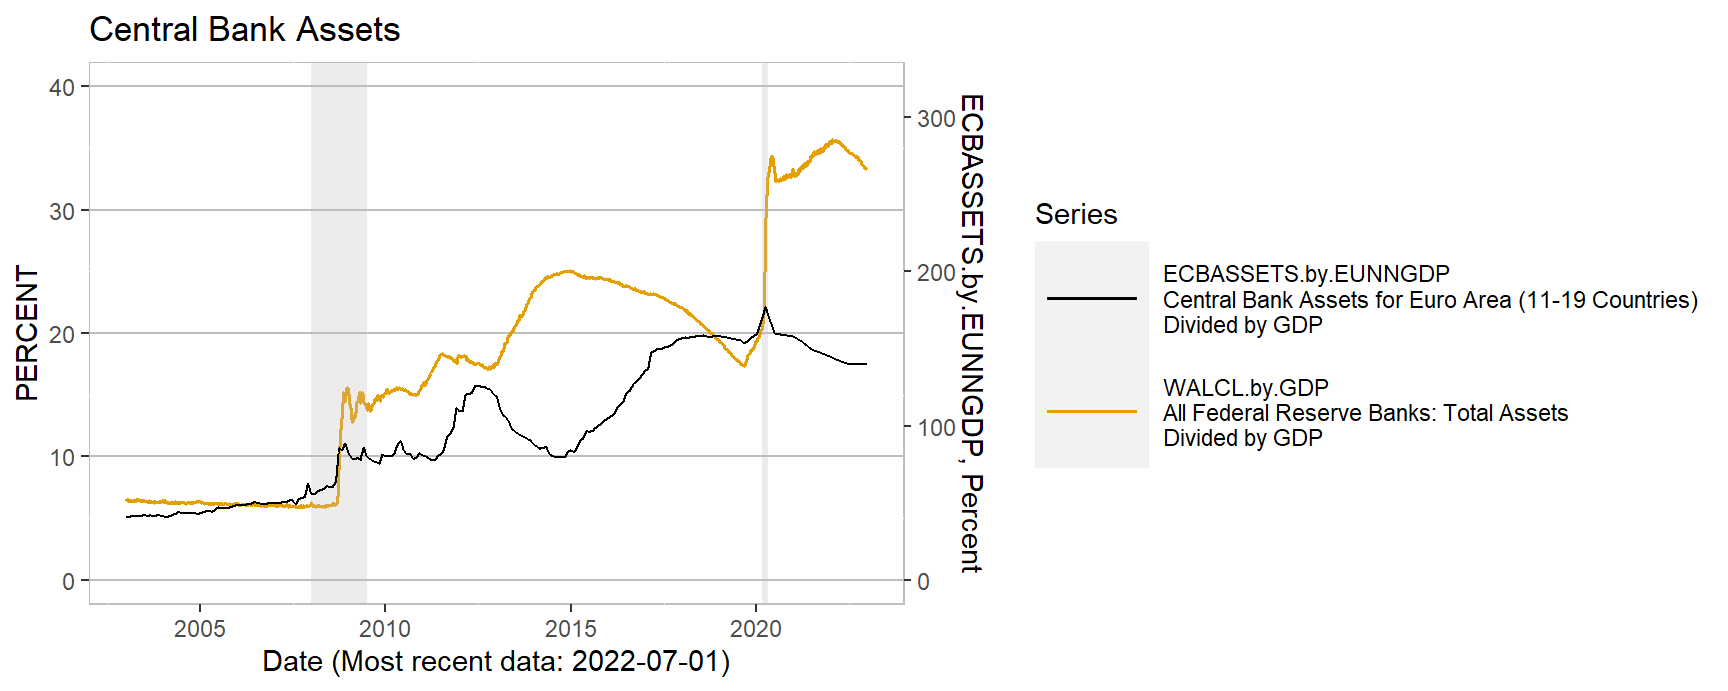 Central Bank Assets
40
30
20
10
0
PERCENT
300
200
100
0
ECBASSETS.by.EUNNGDP, Percent
2005
2010
2015
2020
Date (Most recent data: 2022-07-01)
Series
ECBASSETS.by.EUNNGDP
Central Bank Assets for Euro Area (11-19 Countries)
Divided by GDP
WALCL.by.GDP
All Federal Reserve Banks: Total Assets
Divided by GDP